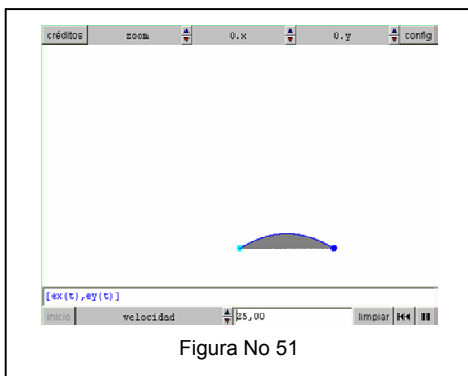 créditos zoom 0.x 0.y config
[ex(t),ey(t)]
inicio velocidad 25,00 limpiar
Figura No 51